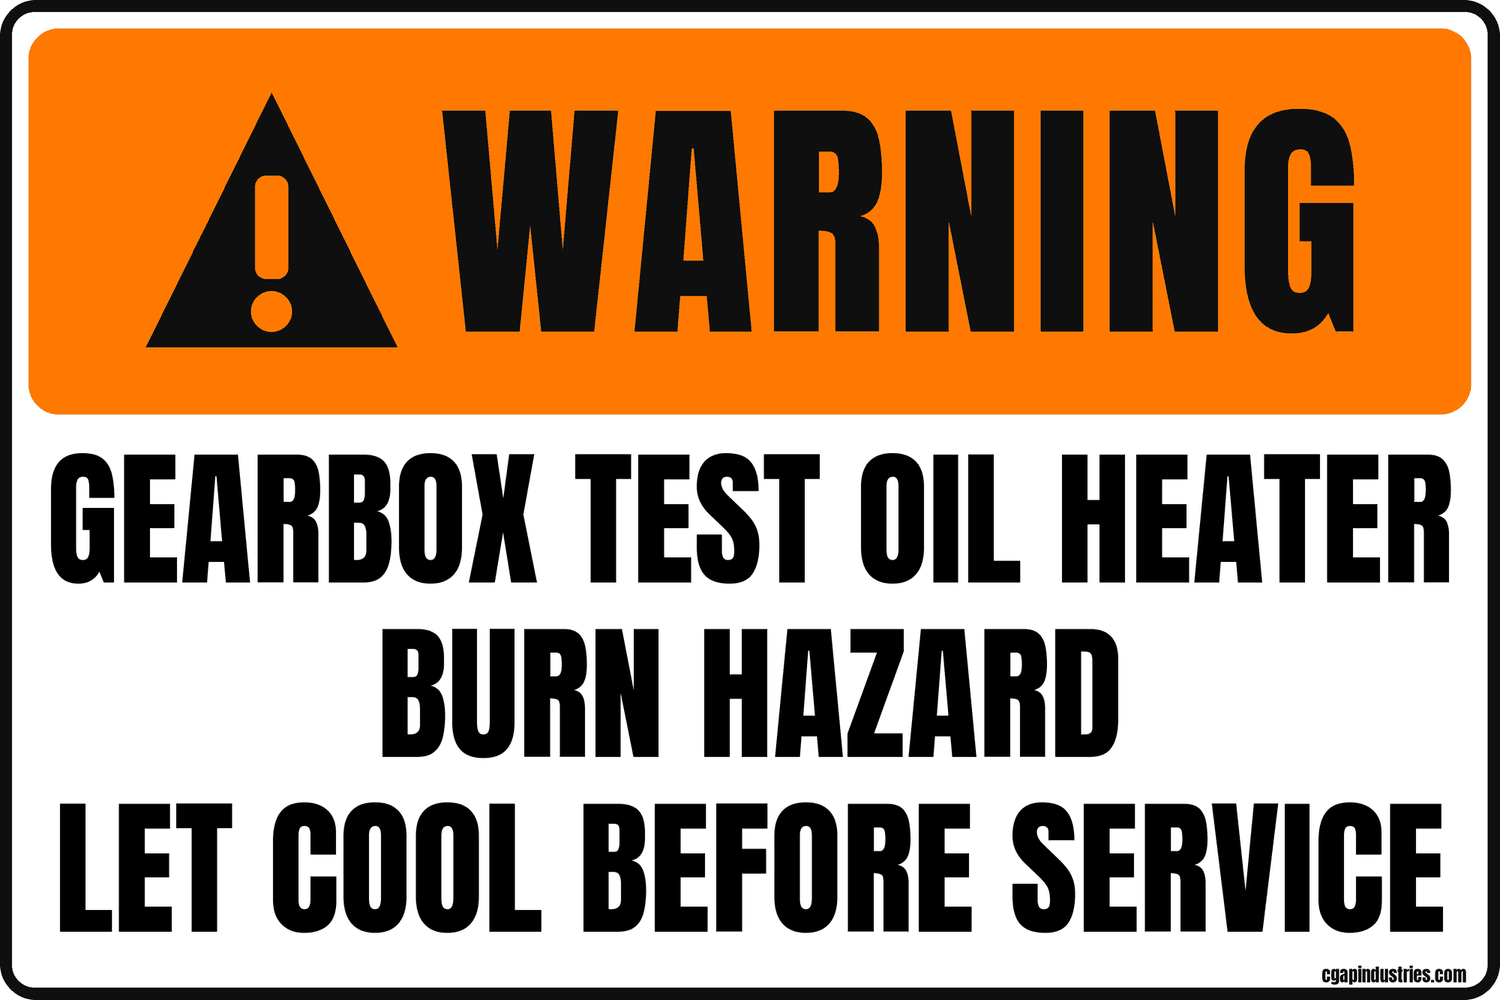 WARNING
GEARBOX TEST OIL HEATER
BURN HAZARD
LET COOL BEFORE SERVICE
cgapindustries.com